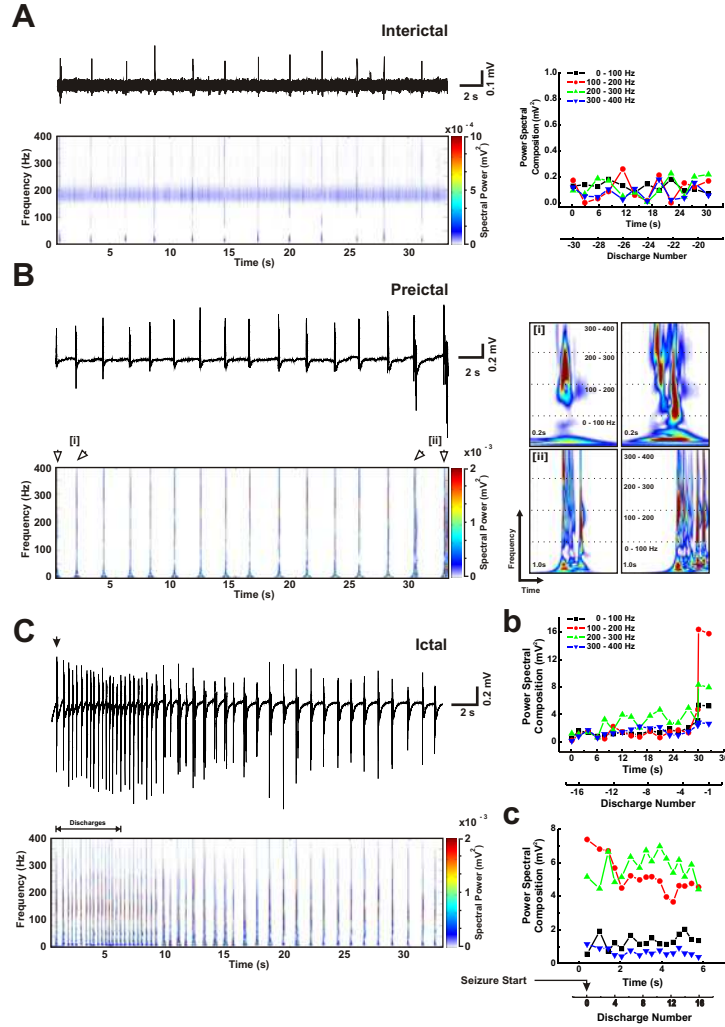 A
Interictal
2 s
0.1 mV
400
300
200
100
0
Frequency (Hz)
5 10 15 20 25 30
Time (s)
x10 -4
10
8
6
4
2
0
Spectral Power (mV2)
1.0
0.8
0.6
0.4
0.2
0.0
Power Spectral
Composition (mV2)
0 - 100 Hz
100 - 200 Hz
200 - 300 Hz
300 - 400 Hz
0 6 12 18 24 30
Time (s)
-30 -28 -26 -24 -22 -20
Discharge Number
B
Preictal
2 s
0.2 mV
[i] [ii]
400
300
200
100
0
Frequency (Hz)
5 10 15 20 25 30
Time (s)
x10 -3
2
1
0
Spectral Power (mV2)
[i]
300 - 400
200 - 300
100 - 200
0 - 100 Hz
0.2s
0.2s
[ii]
300 - 400
200 - 300
100 - 200
0 - 100 Hz
1.0s
1.0s
Frequency
Time
C
Ictal
2 s
0.2 mV
Discharges
400
300
200
100
0
Frequency (Hz)
5 10 15 20 25 30
Time (s)
x10 -3
2
1
0
Spectral Power (mV2)
b
0 - 100 Hz
100 - 200 Hz
200 - 300 Hz
300 - 400 Hz
16
12
8
4
0
Power Spectral
Composition (mV2)
0 6 12 18 24 30 36
Time (s)
-16 -12 -8 -4 -1
Discharge Number
c
8
6
4
2
0
Power Spectral
Composition (mV2)
0 2 4 6
Time (s)
Seizure Start
0 4 8 12 16
Discharge Number